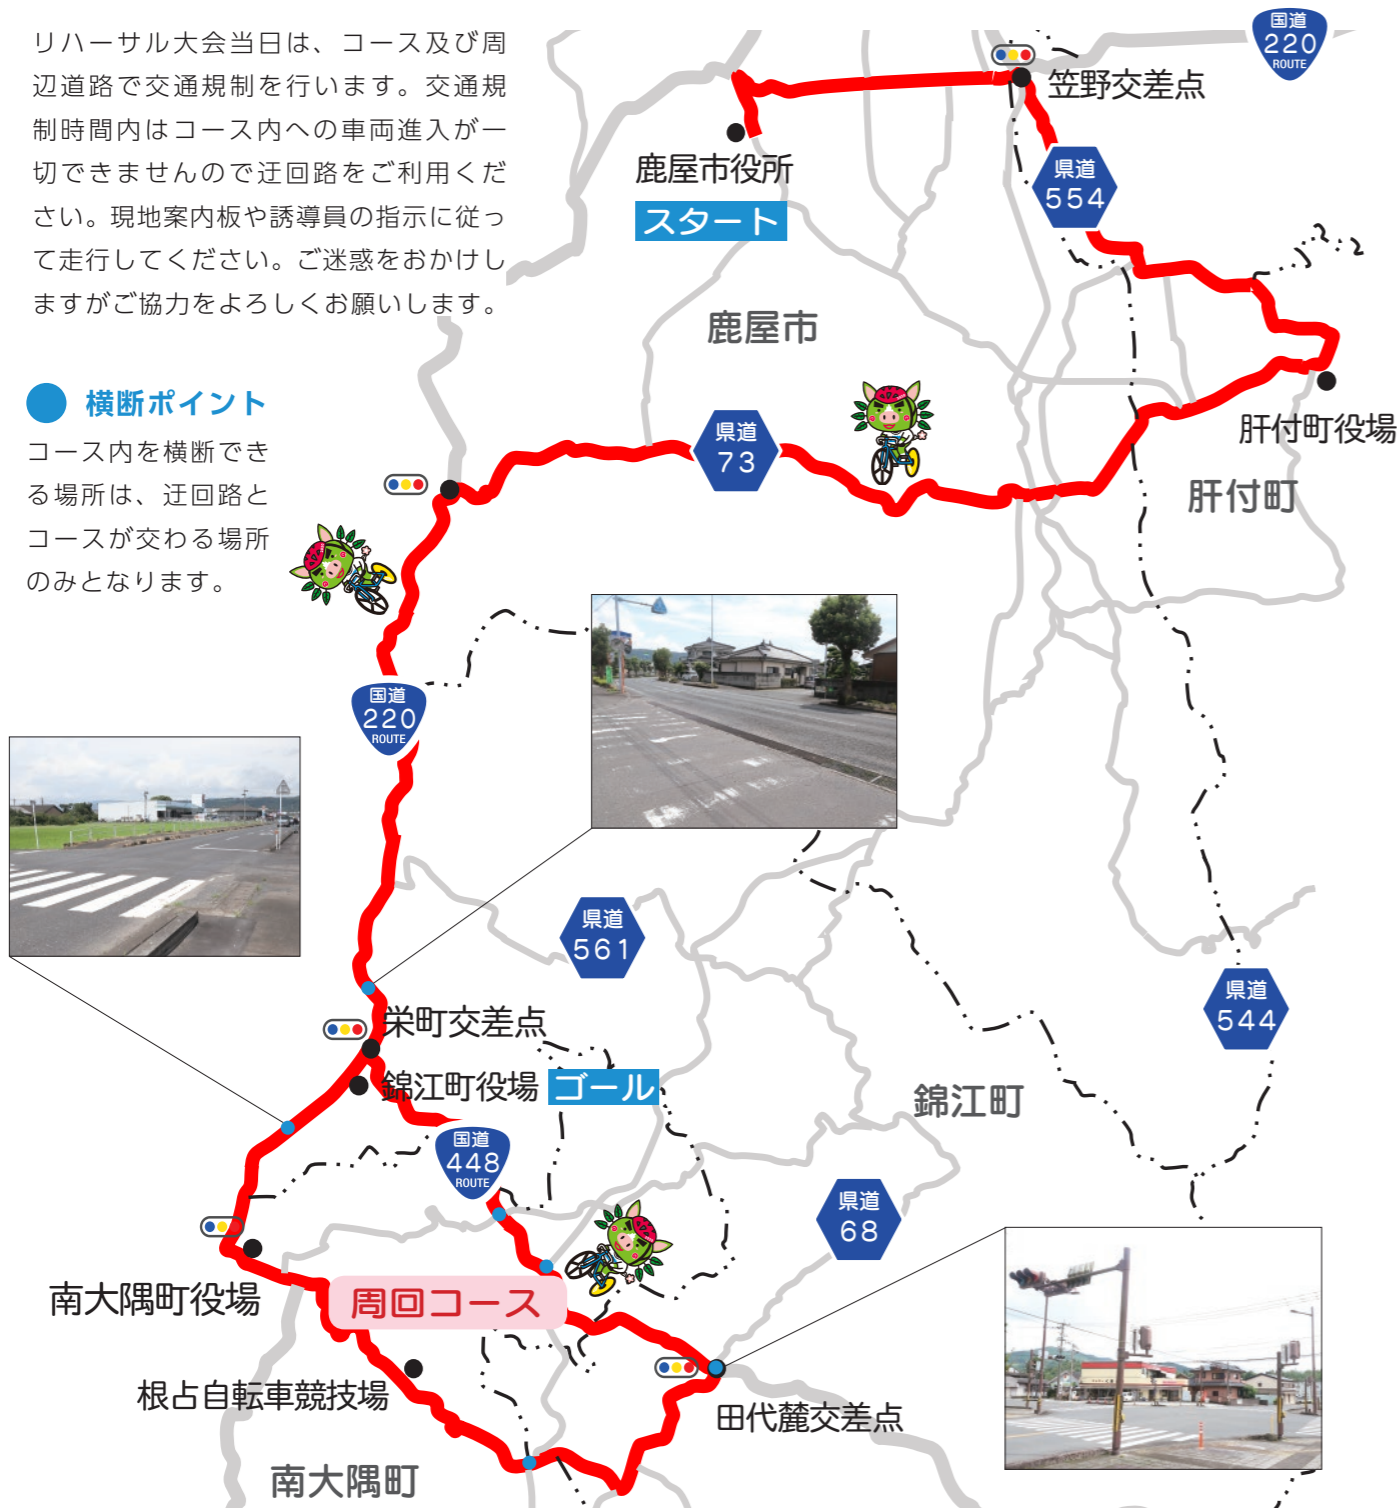 リハーサル大会当日は、コース及び周
辺道路で交通規制を行います。交通規
制時間内はコース内への車両進入が一
切できませんので迂回路をご利用くだ
さい。現地案内板や誘導員の指示に従っ
て走行してください。ご迷惑をおかけし
ますがご協力をよろしくお願いします。
国道
220
ROUTE
笠野交差点
鹿屋市役所
スタート
県道
554
鹿屋市
横断ポイント
コース内を横断でき
る場所は、迂回路と
コースが交わる場所
のみとなります。
県道
73
肝付町役場
肝付町
国道
220
ROUTE
県道
561
県道
544
栄町交差点
錦江町役場
ゴール
錦江町
国道
448
ROUTE
県道
68
南大隅町役場
周回コース
根占自転車競技場
田代麓交差点
南大隅町